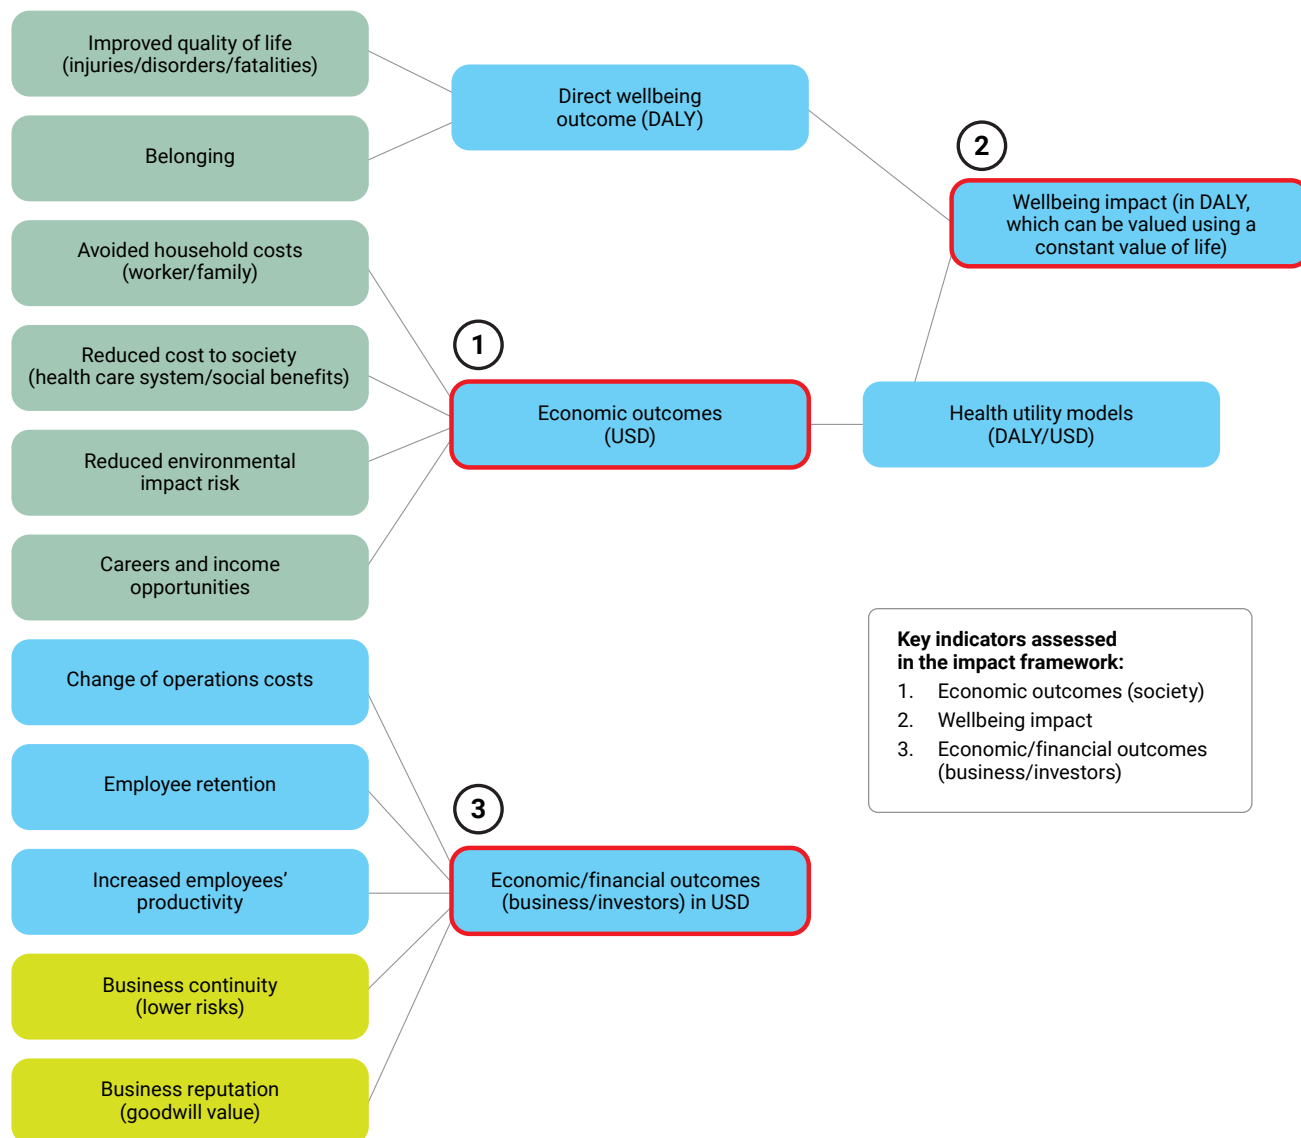 Improved quality of life
(injuries/disorders/fatalities)
Belonging
Avoided household costs
(worker/family)
Reduced cost to society
(health care system/social benefits)
Reduced environmental
impact risk
Careers and income
opportunities
Change of operations costs
Employee retention
Increased employees’
productivity
Business continuity
(lower risks)
Business reputation
(goodwill value)
Direct wellbeing
outcome (DALY)
1
Economic outcomes
(USD)
3
Economic/financial outcomes
(business/investors) in USD
2
Wellbeing impact (in DALY,
which can be valued using a
constant value of life)
Health utility models
(DALY/USD)
Key indicators assessed
in the impact framework:
1. Economic outcomes (society)
2. Wellbeing impact
3. Economic/financial outcomes
(business/investors)